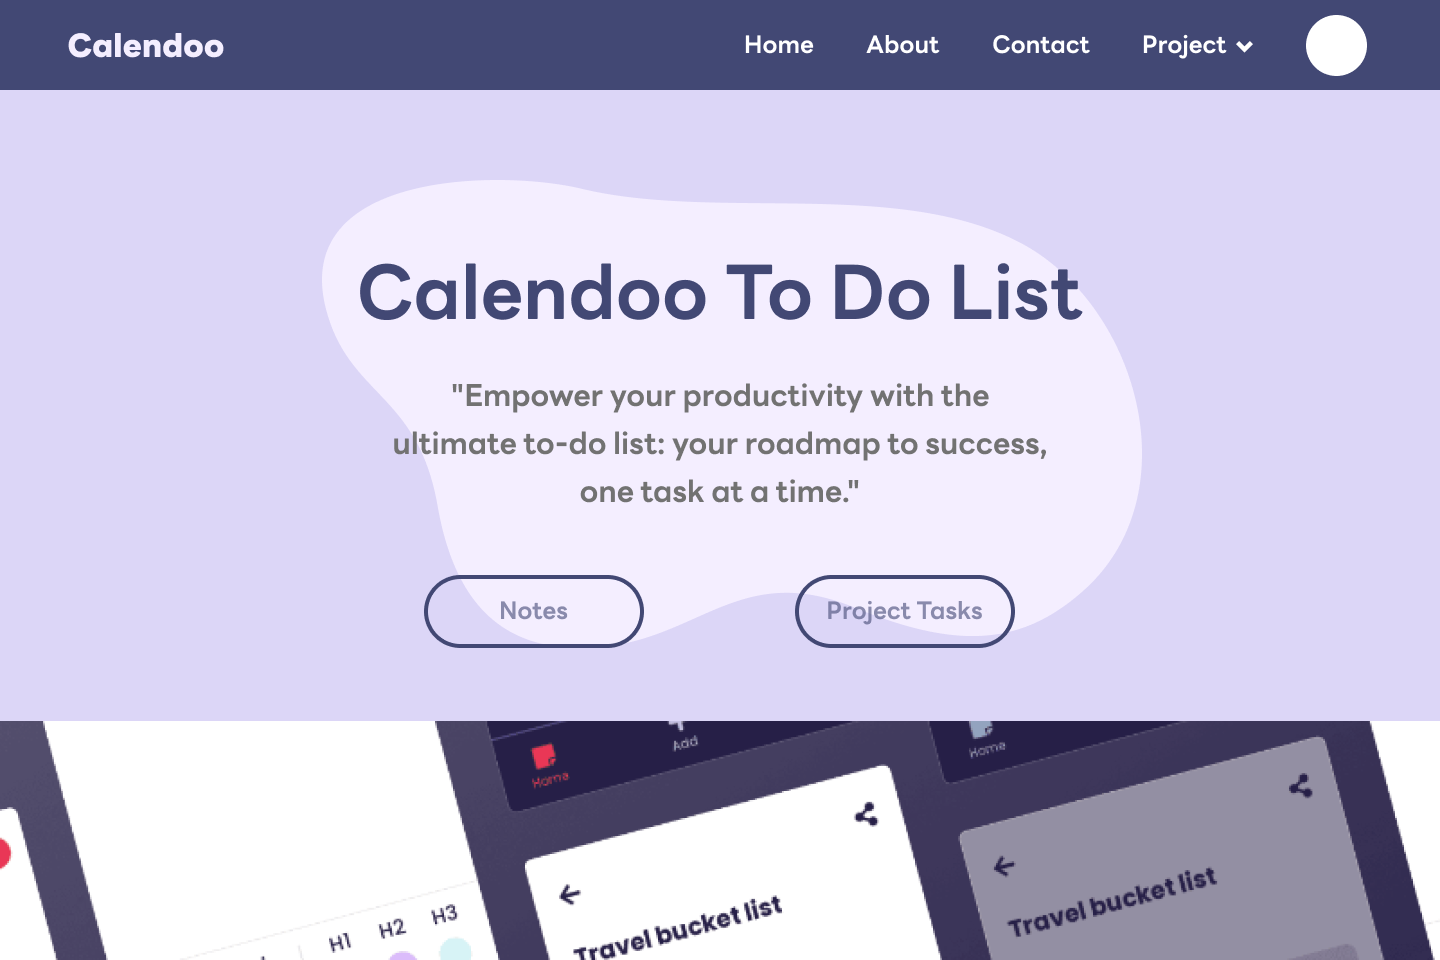 Calendoo
Home About Contact Project
Calendoo To Do List
"Empower your productivity with the
ultimate to-do list: your roadmap to success,
one task at a time."
Notes Project Tasks
Home
Add
Home
Travel bucket list
Travel bucket list
H1 H2 H3